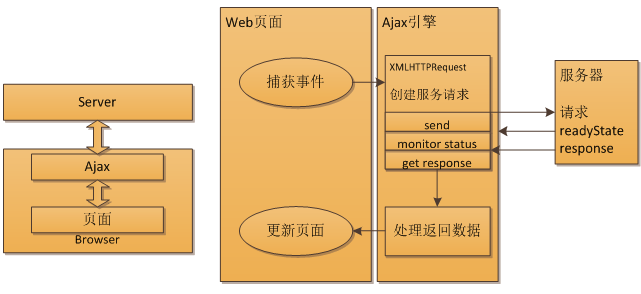 Server
Ajax
页面
Browser
Web页面
捕获事件
更新页面
Ajax引擎
XMLHTTPRequest
创建服务请求
send
monitor status
get response
处理返回数据
服务器
请求
readyState
response